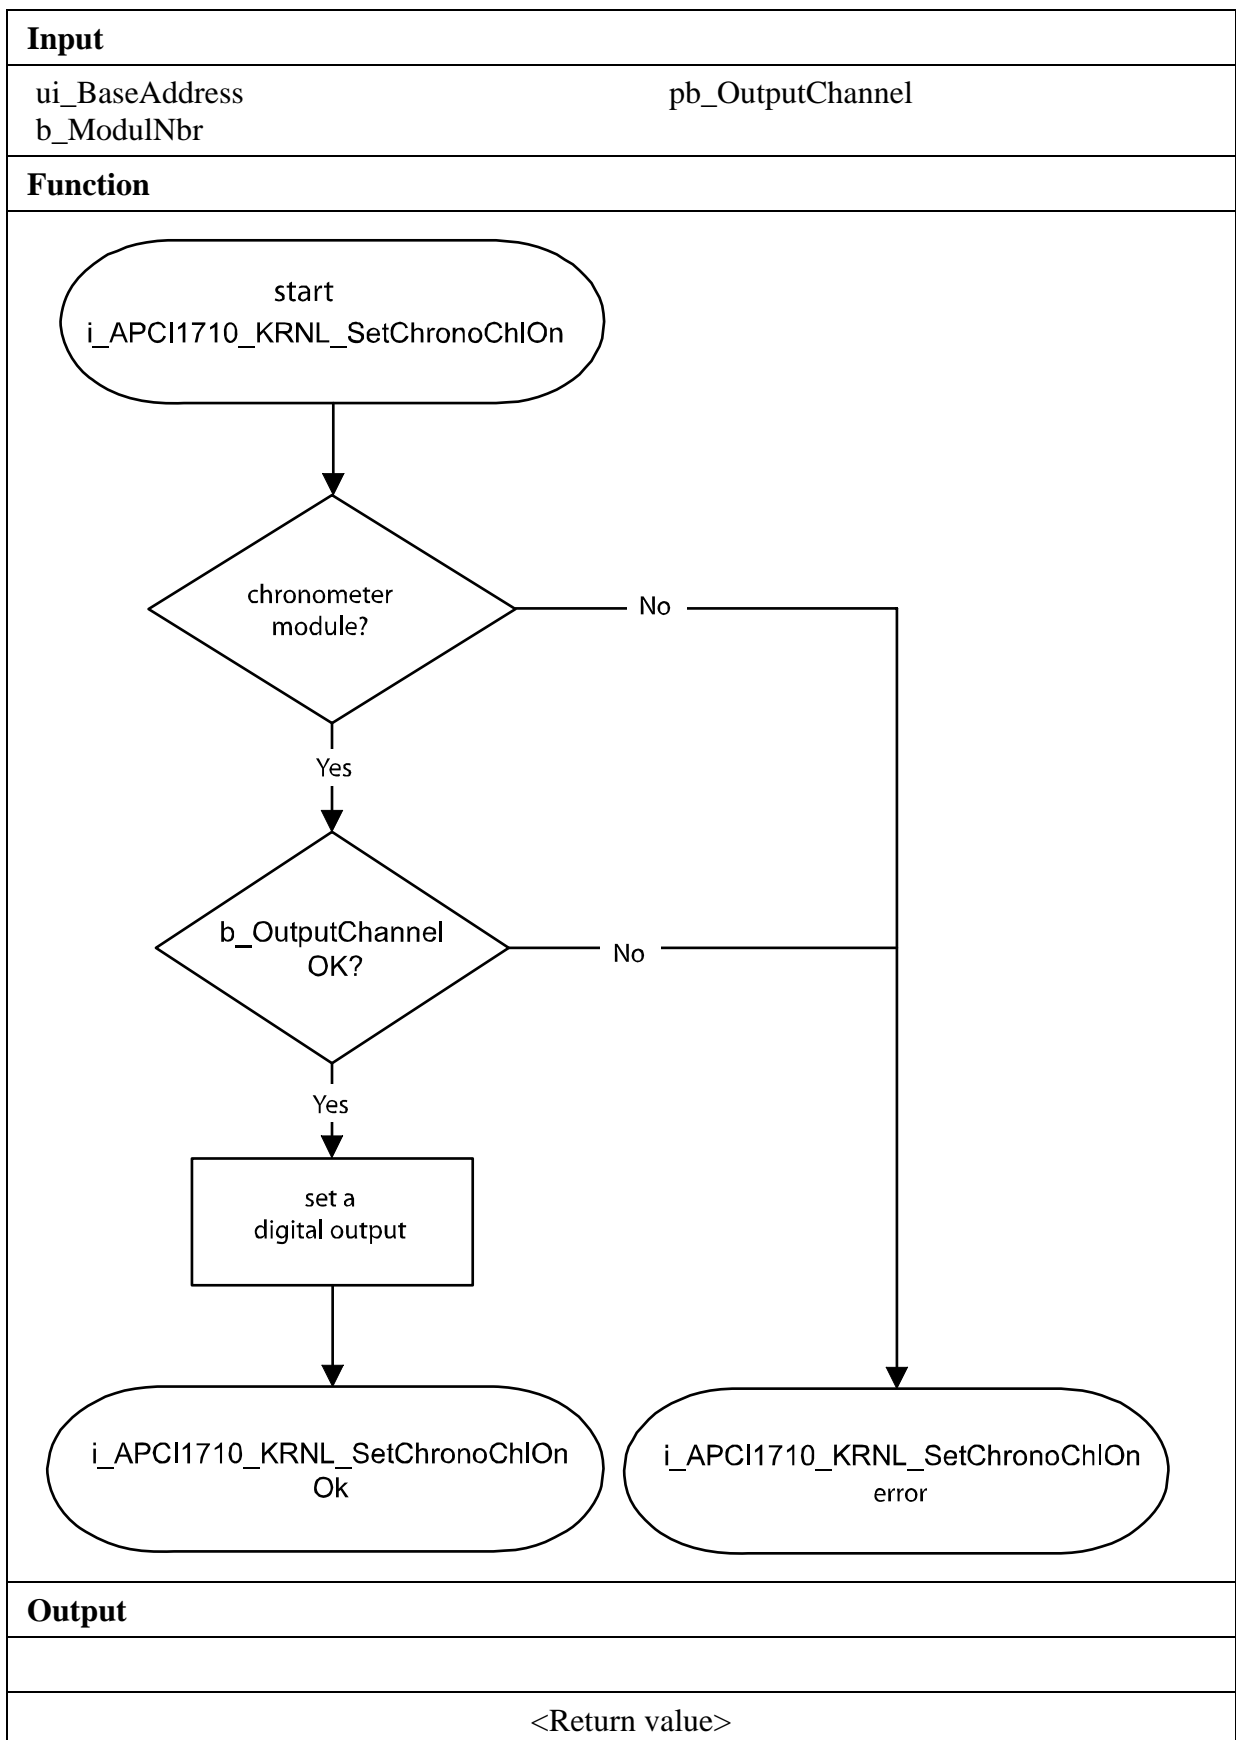 Input
ui_BaseAddress pb_OutputChannel
b_ModulNbr
Function
start
i_APCI1710_KRNL_SetChronoChlOn
chronometer
module?
No
Yes
b_OutputChannel
OK?
No
Yes
set a
digital output
i_APCI1710_KRNL_SetChronoChlOn
Ok
i_APCI1710_KRNL_SetChronoChlOn
error
Output
<Return value>